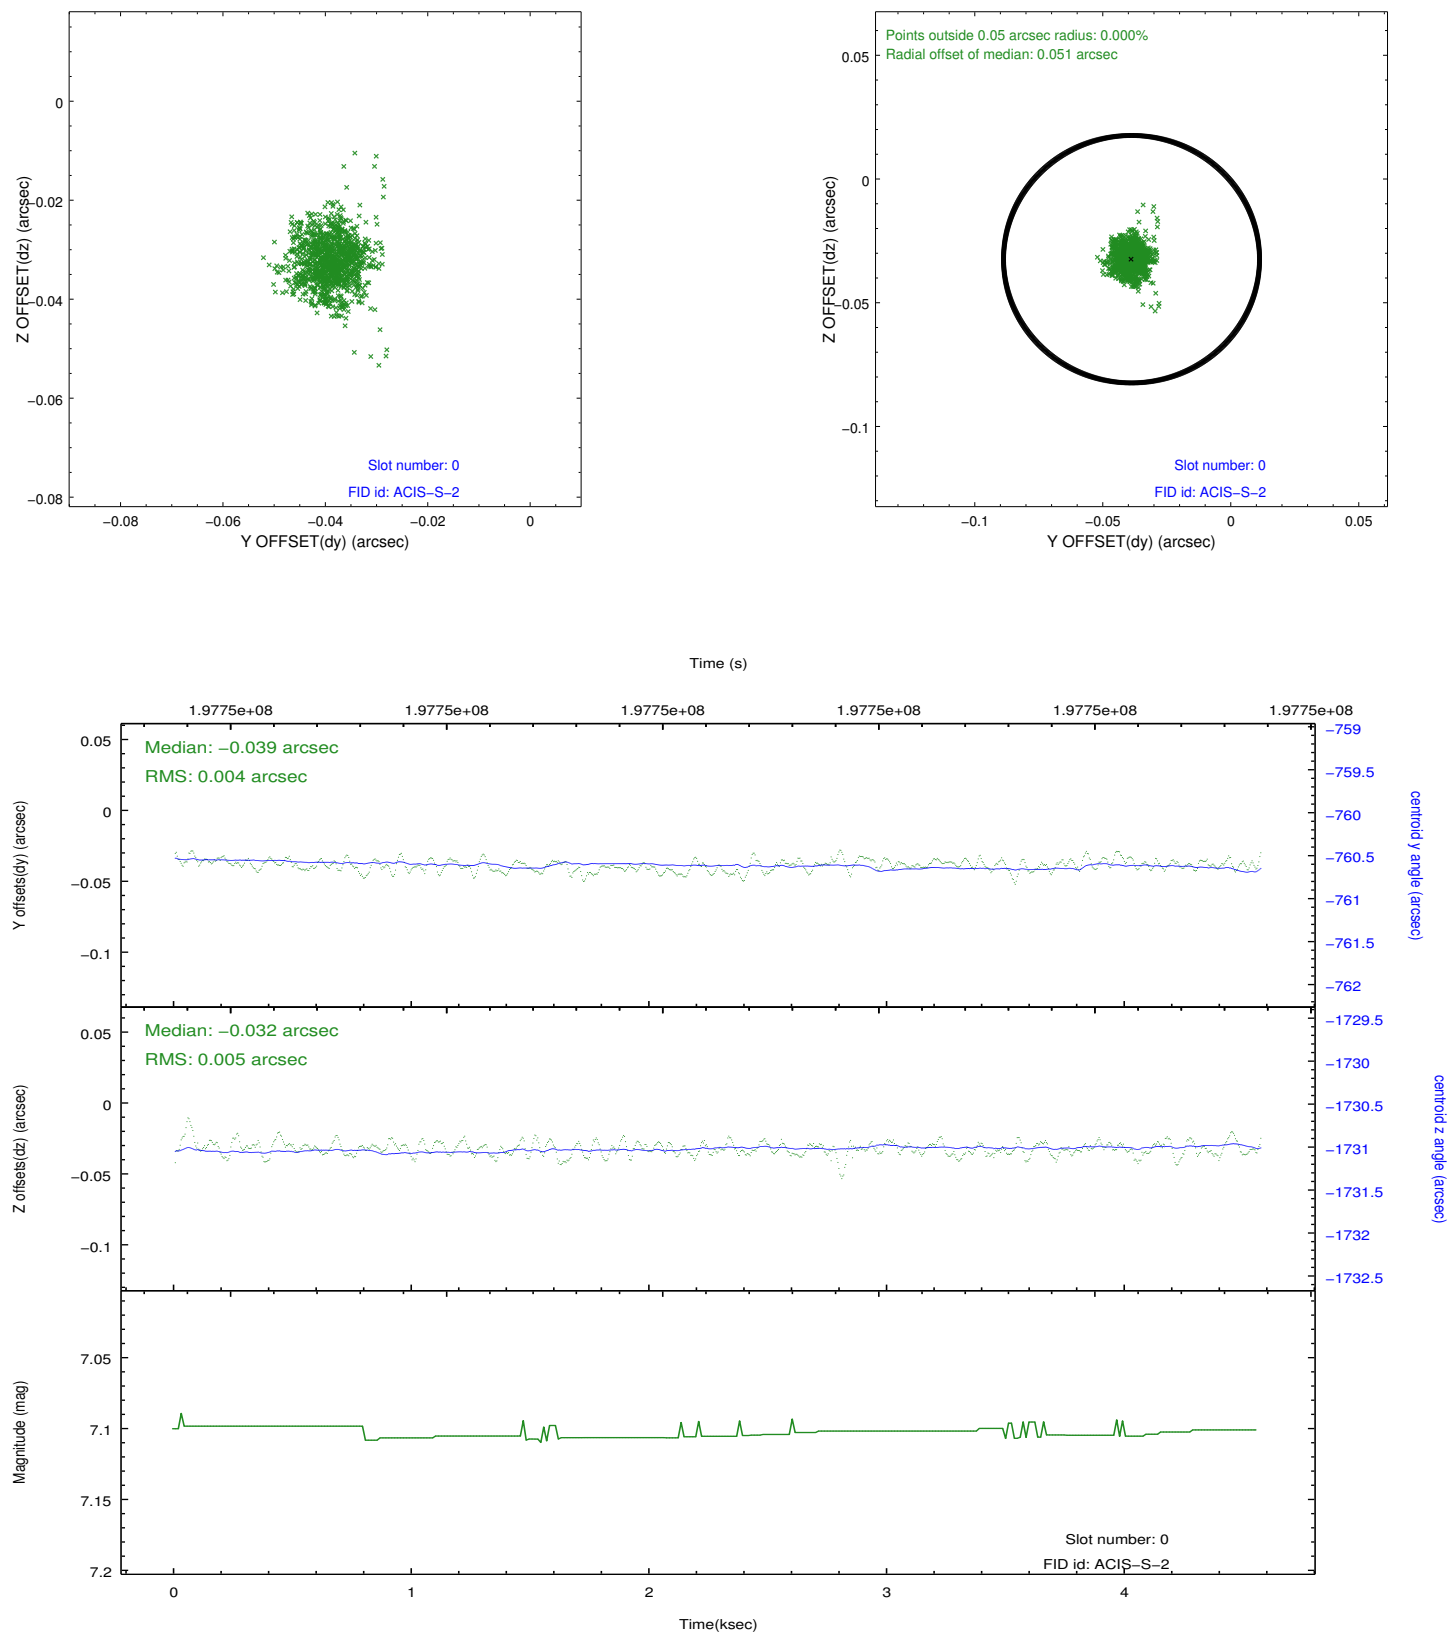 0
−0.02
−0.04
−0.06
−0.08
Z OFFSET(dz) (arcsec)
Slot number: 0
FID id: ACIS−S−2
−0.08
−0.06
−0.04
−0.02
0
Y OFFSET(dy) (arcsec)
Points outside 0.05 arcsec radius: 0.000%
Radial offset of median: 0.051 arcsec
0.05
0
−0.05
−0.1
Z OFFSET(dz) (arcsec)
Slot number: 0
FID id: ACIS−S−2
−0.1
−0.05
0
0.05
Y OFFSET(dy) (arcsec)
Time (s)
1.9775e+08
1.9775e+08
1.9775e+08
1.9775e+08
1.9775e+08
1.9775e+08
Median: −0.039 arcsec
RMS: 0.004 arcsec
0.05
0
−0.05
−0.1
Y offsets(dy) (arcsec)
−759
−759.5
−760
−760.5
−761
−761.5
−762
centroid y angle (arcsec)
Median: −0.032 arcsec
RMS: 0.005 arcsec
0.05
0
−0.05
−0.1
Z offsets(dz) (arcsec)
−1729.5
−1730
−1730.5
−1731
−1731.5
−1732
−1732.5
centroid z angle (arcsec)
7.05
7.1
7.15
7.2
Magnitude (mag)
Slot number: 0
FID id: ACIS−S−2
0
1
2
3
4
Time(ksec)